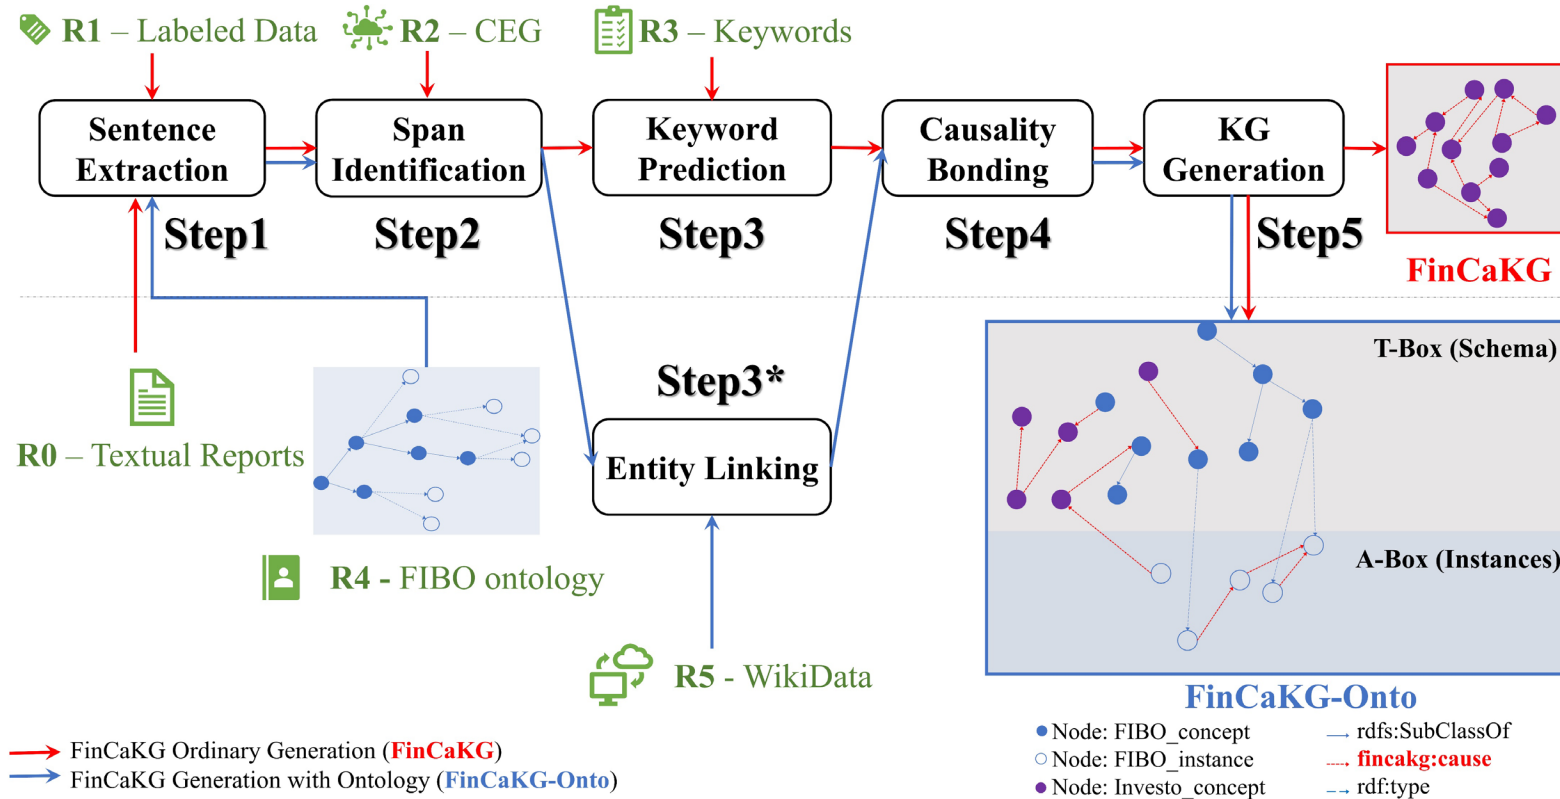 R1 – Labeled Data
R2 – CEG
R3 – Keywords
Sentence
Extraction
Span
Identification
Keyword
Prediction
Causality
Bonding
KG
Generation
Step1
Step2
Step3
Step4
Step5
FinCaKG
R0 – Textual Reports
R4 - FIBO ontology
Step3*
Entity Linking
R5 - WikiData
T-Box (Schema)
A-Box (Instances)
FinCaKG-Onto
Node: FIBO_concept
rdfs:SubClassOf
Node: FIBO_instance
fincakg:cause
Node: Investo_concept
rdf:type
FinCaKG Ordinary Generation (FinCaKG)
FinCaKG Generation with Ontology (FinCaKG-Onto)